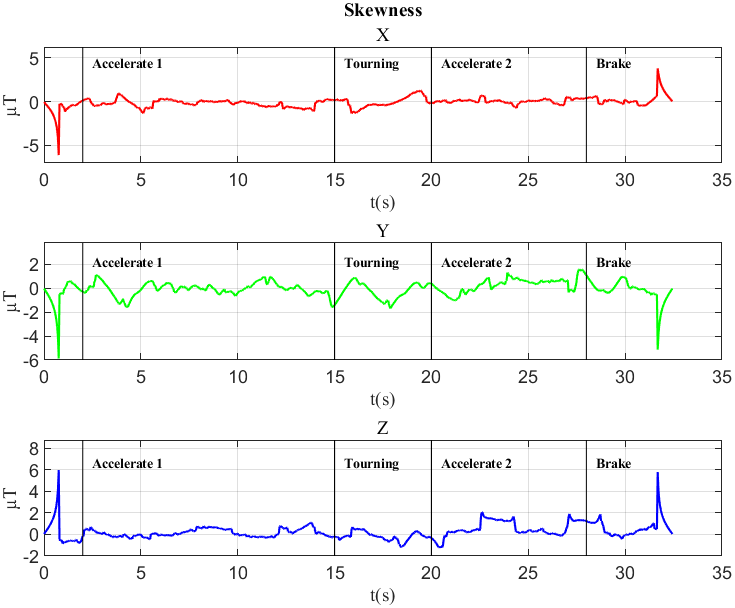 Skewness
X
Accelerate 1 Tourning Accelerate 2 Brake
5
0
-5
μT
0 5 10 15 20 25 30 35
t(s)
Y
Accelerate 1 Tourning Accelerate 2 Brake
2
0
-2
-4
-6
μT
0 5 10 15 20 25 30 35
t(s)
Z
Accelerate 1 Tourning Accelerate 2 Brake
8
6
4
2
0
-2
μT
0 5 10 15 20 25 30 35
t(s)